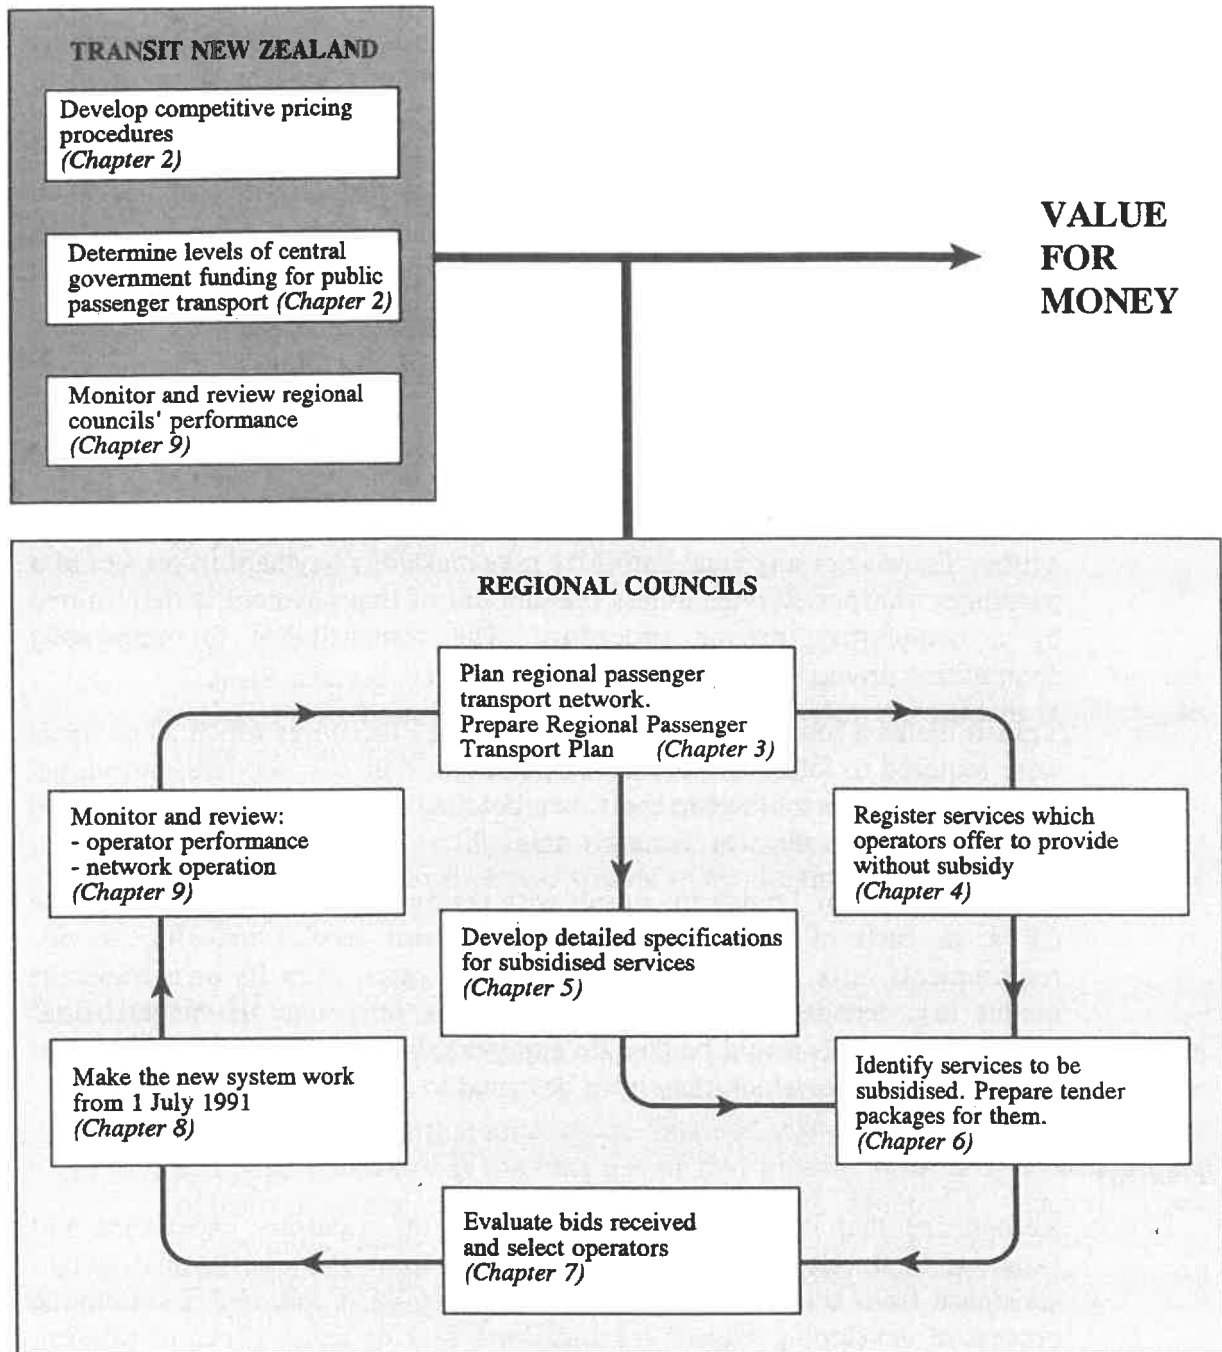 TRANSIT NEW ZEALAND
Develop competitive pricing
procedures
(Chapter 2)
Determine levels of central
government funding for public
passenger transport (Chapter 2)
Monitor and review regional
councils' performance
(Chapter 9)
VALUE
FOR
MONEY
REGIONAL COUNCILS
Plan regional passenger
transport network.
Prepare Regional Passenger
Transport Plan (Chapter 3)
Monitor and review:
- operator performance
- network operation
(Chapter 9)
Register services which
operators offer to provide
without subsidy
(Chapter 4)
Develop detailed specifications
for subsidised services
(Chapter 5)
Make the new system work
from 1 July 1991
(Chapter 8)
Identify services to be
subsidised. Prepare tender
packages for them.
(Chapter 6)
Evaluate bids received
and select operators
(Chapter 7)